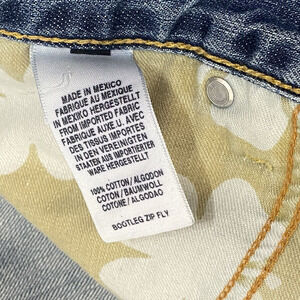 MADE IN MEXICO
FABRIQUE AU MEXIQUE
IN MEXIKO HERGESTELLT
FROM IMPORTED FABRIC
FABRIQUE AUX E.U. AVEC
DES TISSUS IMPORTES
IN DEN VEREINIGTEN
STAATEN AUS IMPORTIERTER
WARE HERGESTELLT
100% COTTON / ALGODON
COTON / BAUMWOLL
COTONE / ALGODAO
BOOTLEG ZIP FLY